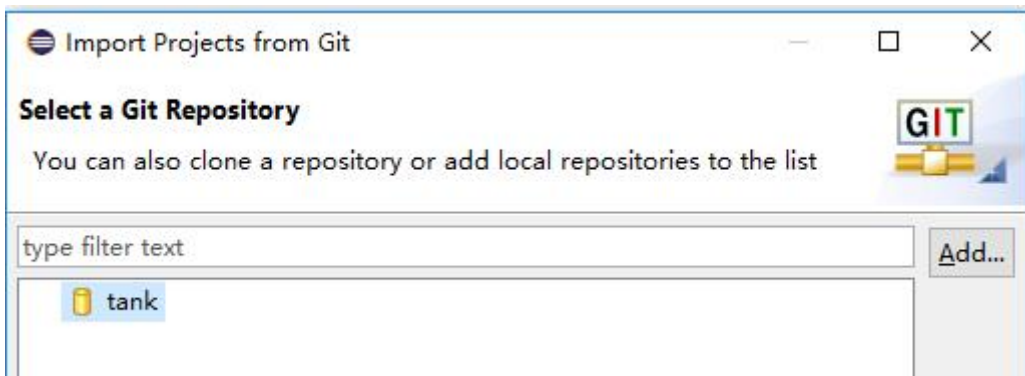 Import Projects from Git
Select a Git Repository
GIT
You can also clone a repository or add local repositories to the list
type filter text
Add...
tank